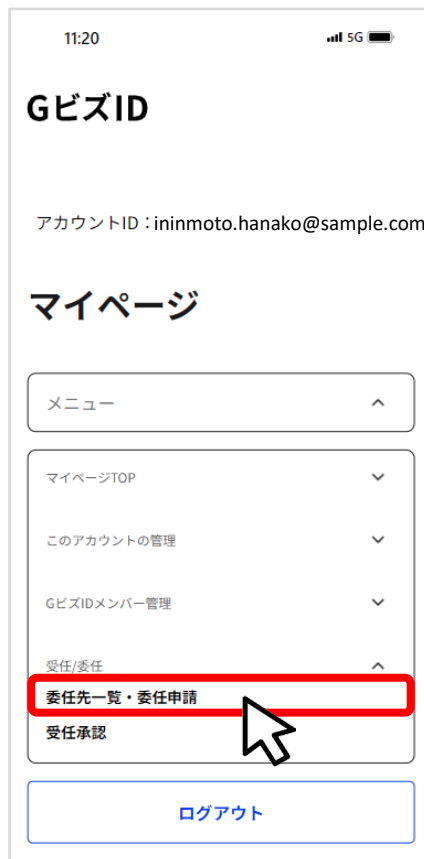 11:20 5G
GビズID
アカウントID：ininmoto.hanako@sample.com
マイページ
メニュー
マイページTOP
このアカウントの管理
GビズIDメンバー管理
受任/委任
委任先一覧・委任申請
受任承認
ログアウト